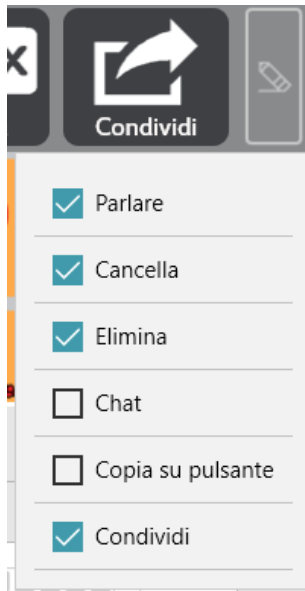 Condividi
Parlare
Cancella
Elimina
Chat
Copia su pulsante
Condividi